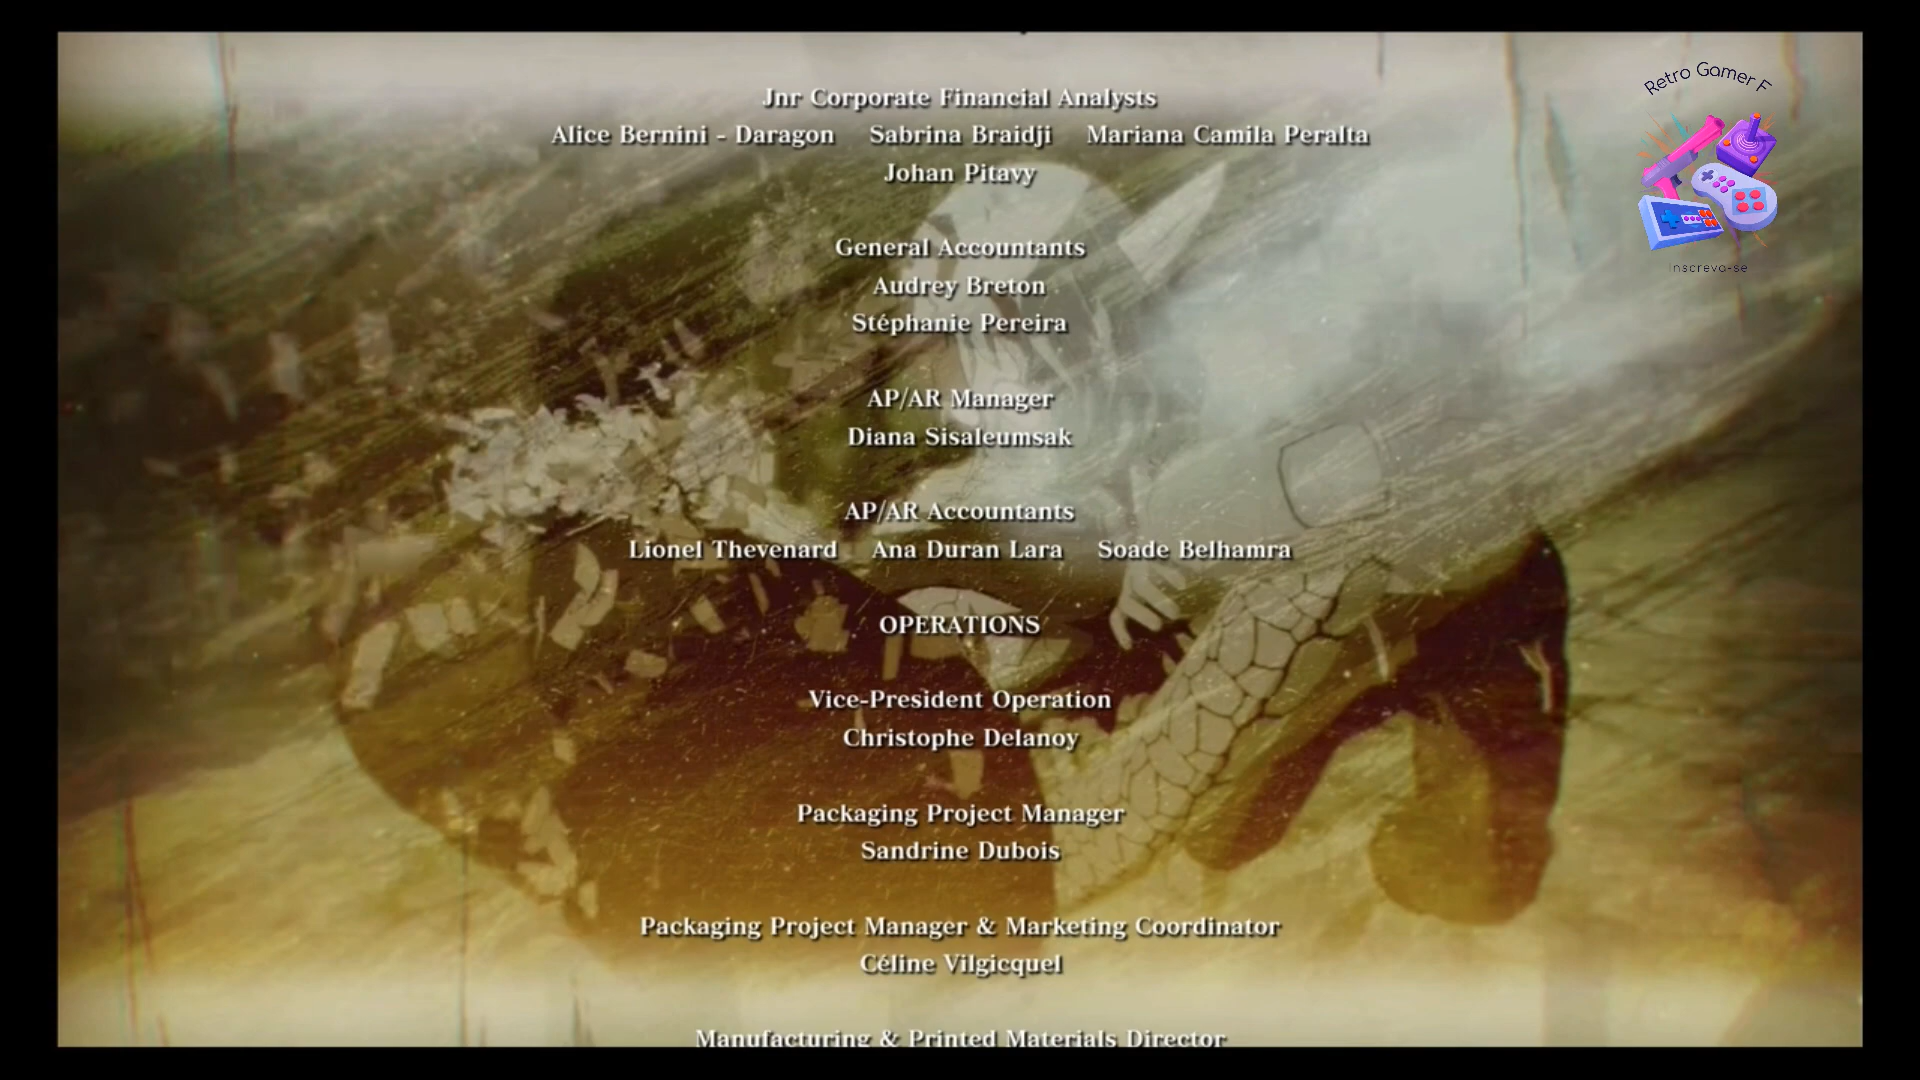 Jnr Corporate Financial Analysts
Alice Bernini - Daragon Sabrina Braidji Mariana Camila Peralta
Johan Pitavy
General Accountants
Audrey Breton
Stéphanie Pereira
AP/AR Manager
Diana Sisaleumsak
AP/AR Accountants
Lionel Thevenard Ana Duran Lara Soade Belhamra
OPERATIONS
Vice-President Operation
Christophe Delanoy
Packaging Project Manager
Sandrine Dubois
Packaging Project Manager & Marketing Coordinator
Céline Vilgicquel
Manufacturing & Printed Materials Director
Retro Gamer F
Inscreva-se